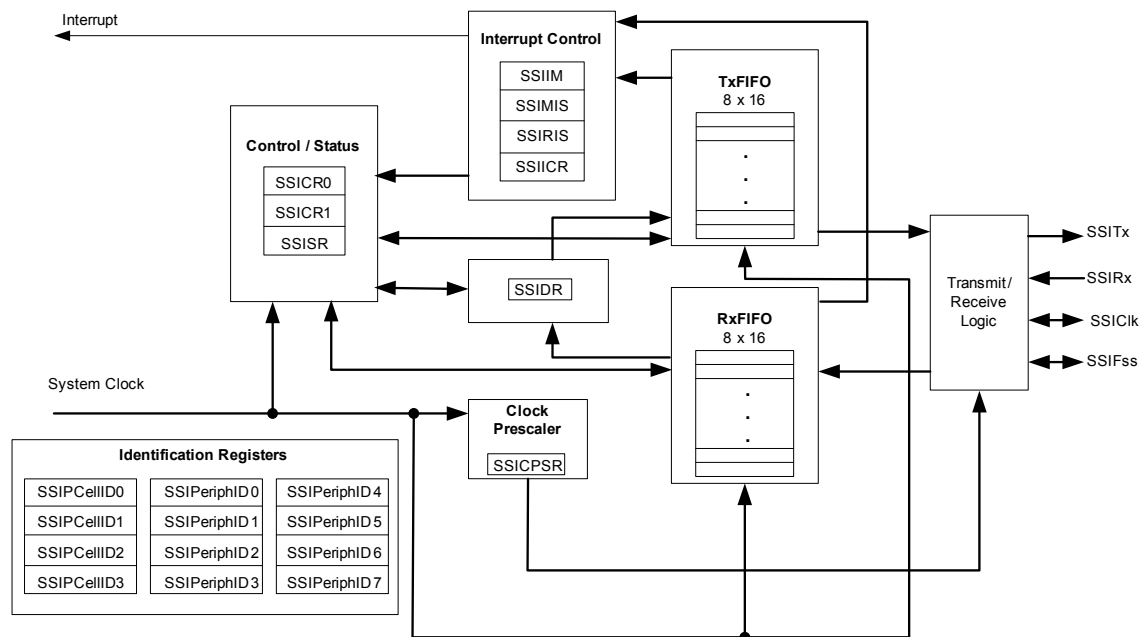 Interrupt
Interrupt Control
SSIIM
SSIMIS
SSIRIS
SSIICR
TxFIFO
8 x 16
.
.
.
Control / Status
SSICR0
SSICR1
SSISR
SSIDR
RxFIFO
8 x 16
.
.
.
Transmit/
Receive
Logic
SSITx
SSIRx
SSIClk
SSIFss
System Clock
Clock
Prescaler
SSICPSR
Identification Registers
SSIPCellID0
SSIPeriphID0
SSIPeriphID4
SSIPCellID1
SSIPeriphID1
SSIPeriphID5
SSIPCellID2
SSIPeriphID2
SSIPeriphID6
SSIPCellID3
SSIPeriphID3
SSIPeriphID7